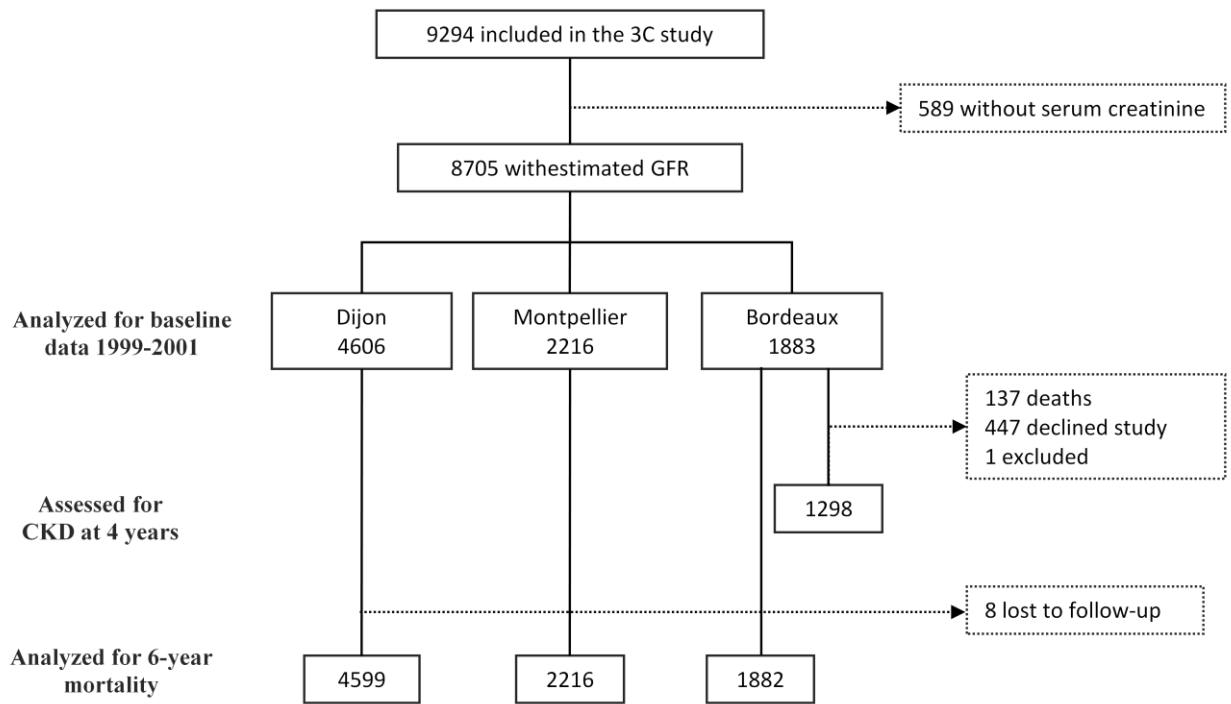 9294 included in the 3C study
589 without serum creatinine
8705 withestimated GFR
Analyzed for baseline
data 1999-2001
Dijon
4606
Montpellier
2216
Bordeaux
1883
137 deaths
447 declined study
1 excluded
Assessed for
CKD at 4 years
1298
8 lost to follow-up
Analyzed for 6-year
mortality
4599
2216
1882